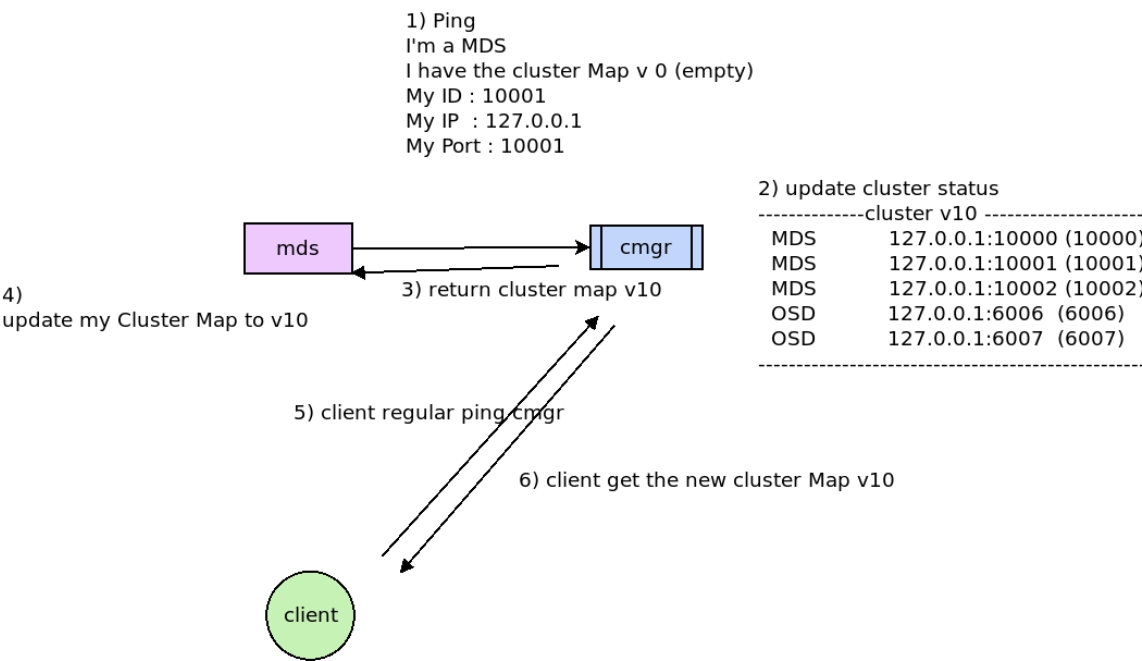 1) Ping
I'm a MDS
I have the cluster Map v 0 (empty)
My ID : 10001
My IP  : 127.0.0.1
My Port : 10001
2) update cluster status
--------------cluster v10 ---------------------
MDS 127.0.0.1:10000 (10000)
MDS 127.0.0.1:10001 (10001)
MDS 127.0.0.1:10002 (10002)
OSD 127.0.0.1:6006  (6006)
OSD 127.0.0.1:6007  (6007)
---------------------------------------------------
mds
cmgr
3) return cluster map v10
4)
update my Cluster Map to v10
5) client regular ping cmgr
6) client get the new cluster Map v10
client